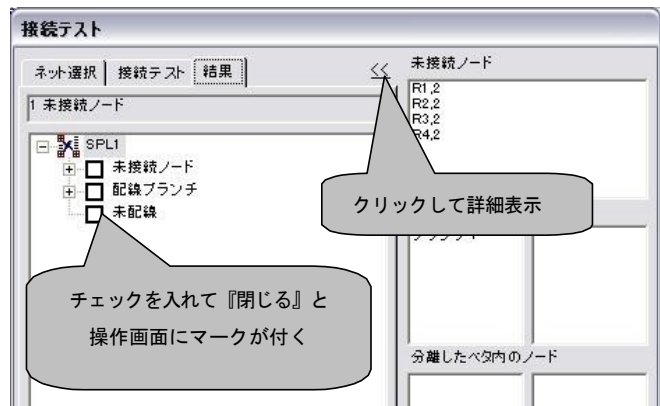 接続テスト
ネット選択
接続テスト
結果
<<
1 未接続ノード
SPL1
未接続ノード
配線ブランチ
未配線
チェックを入れて『閉じる』と
操作画面にマークが付く
未接続ノード
R1,2
R2,2
R3,2
R4,2
クリックして詳細表示
分離したベタ内のノード